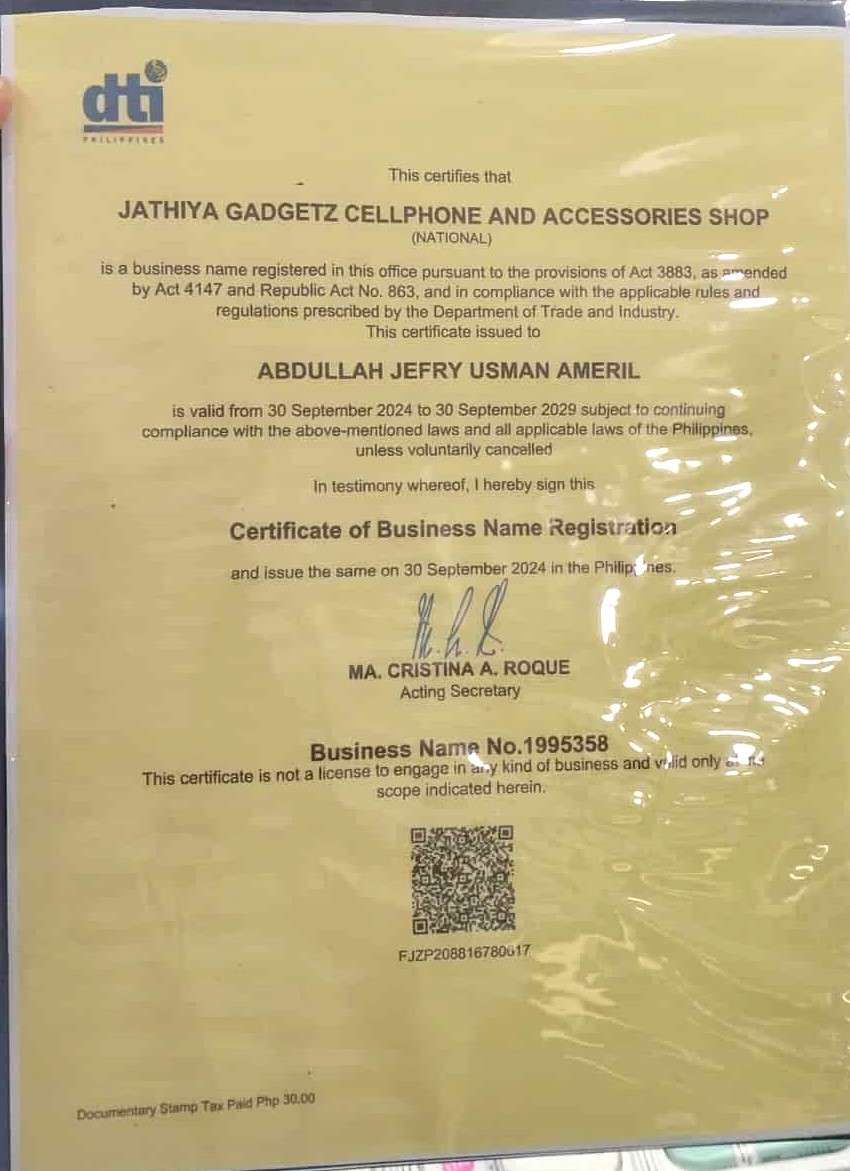 dti
PHILIPPINES
This certifies that
JATHIYA GADGETZ CELLPHONE AND ACCESSORIES SHOP
(NATIONAL)
is a business name registered in this office pursuant to the provisions of Act 3883, as amended
by Act 4147 and Republic Act No. 863, and in compliance with the applicable rules and
regulations prescribed by the Department of Trade and Industry.
This certificate issued to
ABDULLAH JEFRY USMAN AMERIL
is valid from 30 September 2024 to 30 September 2029 subject to continuing
compliance with the above-mentioned laws and all applicable laws of the Philippines,
unless voluntarily cancelled
In testimony whereof, I hereby sign this
Certificate of Business Name Registration
and issue the same on 30 September 2024 in the Philippines.
MA. CRISTINA A. ROQUE
Acting Secretary
Business Name No.1995358
This certificate is not a license to engage in any kind of business and valid only
scope indicated herein.
FJZP208816780617
Documentary Stamp Tax Paid Php 30.00